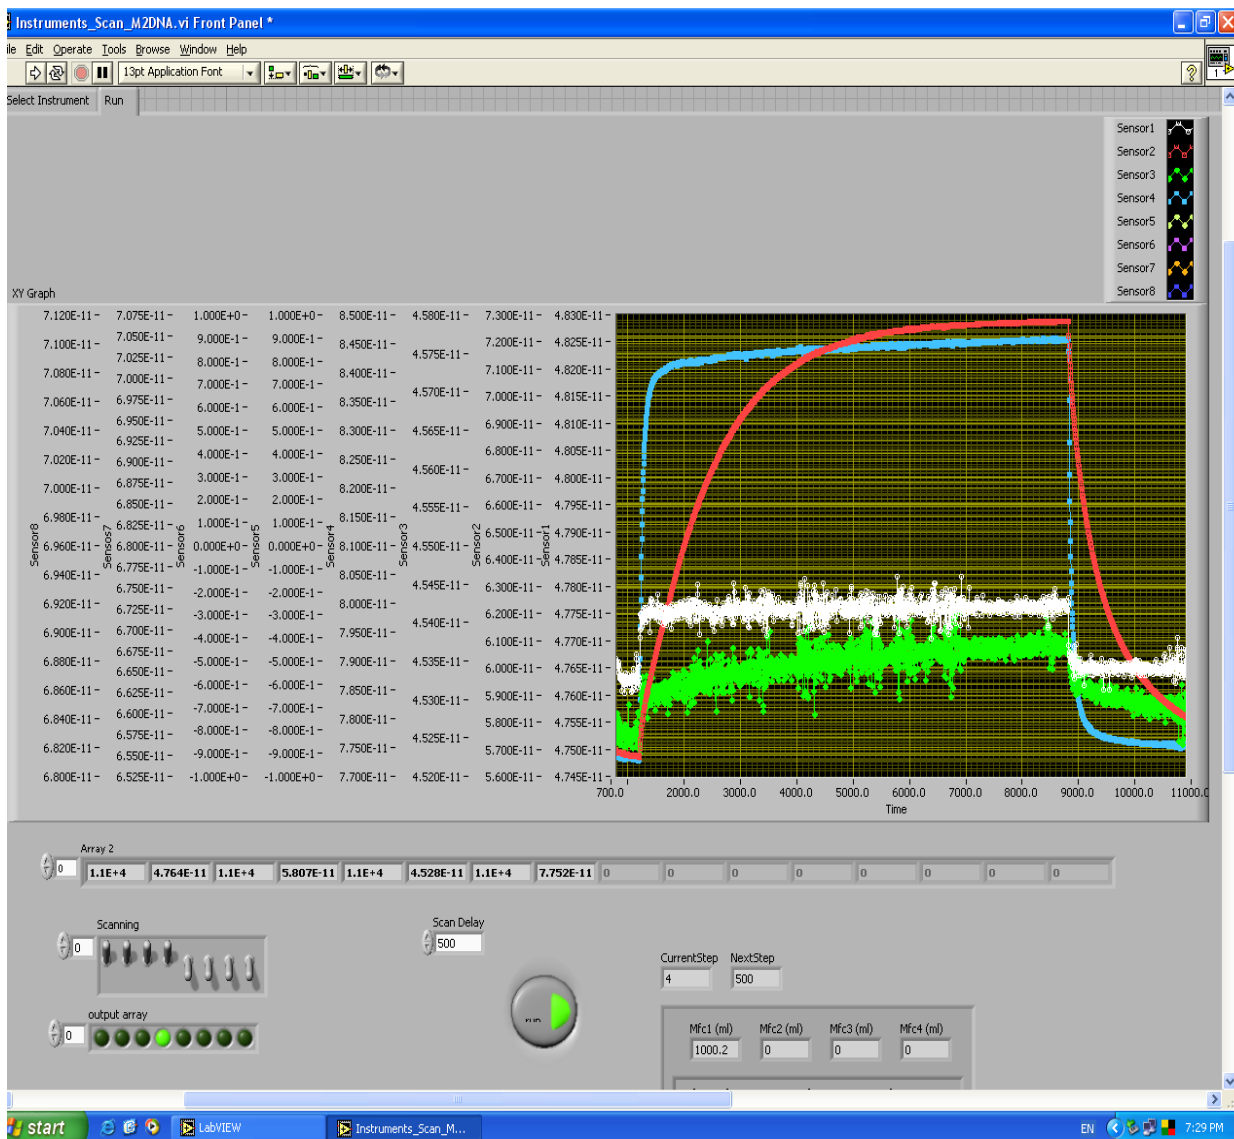 Instruments_Scan_M2DNA.vi Front Panel *
ile Edit Operate Tools Browse Window Help
13pt Application Font
1
Select Instrument Run
Sensor1
Sensor2
Sensor3
Sensor4
Sensor5
Sensor6
Sensor7
Sensor8
XY Graph
Sensor8
7.120E-11
7.100E-11
7.080E-11
7.060E-11
7.040E-11
7.020E-11
7.000E-11
6.980E-11
6.960E-11
6.940E-11
6.920E-11
6.900E-11
6.880E-11
6.860E-11
6.840E-11
6.820E-11
6.800E-11
Sensos7
7.075E-11
7.050E-11
7.025E-11
7.000E-11
6.975E-11
6.950E-11
6.925E-11
6.900E-11
6.875E-11
6.850E-11
6.825E-11
6.800E-11
6.775E-11
6.750E-11
6.725E-11
6.700E-11
6.675E-11
6.650E-11
6.625E-11
6.600E-11
6.575E-11
6.550E-11
6.525E-11
Sensor6
1.000E+0
9.000E-1
8.000E-1
7.000E-1
6.000E-1
5.000E-1
4.000E-1
3.000E-1
2.000E-1
1.000E-1
0.000E+0
-1.000E-1
-2.000E-1
-3.000E-1
-4.000E-1
-5.000E-1
-6.000E-1
-7.000E-1
-8.000E-1
-9.000E-1
-1.000E+0
Sensor5
1.000E+0
9.000E-1
8.000E-1
7.000E-1
6.000E-1
5.000E-1
4.000E-1
3.000E-1
2.000E-1
1.000E-1
0.000E+0
-1.000E-1
-2.000E-1
-3.000E-1
-4.000E-1
-5.000E-1
-6.000E-1
-7.000E-1
-8.000E-1
-9.000E-1
-1.000E+0
Sensor4
8.500E-11
8.450E-11
8.400E-11
8.350E-11
8.300E-11
8.250E-11
8.200E-11
8.150E-11
8.100E-11
8.050E-11
8.000E-11
7.950E-11
7.900E-11
7.850E-11
7.800E-11
7.750E-11
7.700E-11
Sensor3
4.580E-11
4.575E-11
4.570E-11
4.565E-11
4.560E-11
4.555E-11
4.550E-11
4.545E-11
4.540E-11
4.535E-11
4.530E-11
4.525E-11
4.520E-11
Sensor2
7.300E-11
7.200E-11
7.100E-11
7.000E-11
6.900E-11
6.800E-11
6.700E-11
6.600E-11
6.500E-11
6.400E-11
6.300E-11
6.200E-11
6.100E-11
6.000E-11
5.900E-11
5.800E-11
5.700E-11
5.600E-11
Sensor1
4.830E-11
4.825E-11
4.820E-11
4.815E-11
4.810E-11
4.805E-11
4.800E-11
4.795E-11
4.790E-11
4.785E-11
4.780E-11
4.775E-11
4.770E-11
4.765E-11
4.760E-11
4.755E-11
4.750E-11
4.745E-11
700.0 2000.0 3000.0 4000.0 5000.0 6000.0 7000.0 8000.0 9000.0 10000.0 11000.0
Time
Array 2
0 1.1E+4 4.764E-11 1.1E+4 5.807E-11 1.1E+4 4.528E-11 1.1E+4 7.752E-11 0 0 0 0 0 0 0 0
Scanning
0
Scan Delay
500
output array
0
CurrentStep NextStep
4 500
Mfc1 (ml) Mfc2 (ml) Mfc3 (ml) Mfc4 (ml)
1000.2 0 0 0
start LabVIEW Instruments_Scan_M... EN 7:29 PM